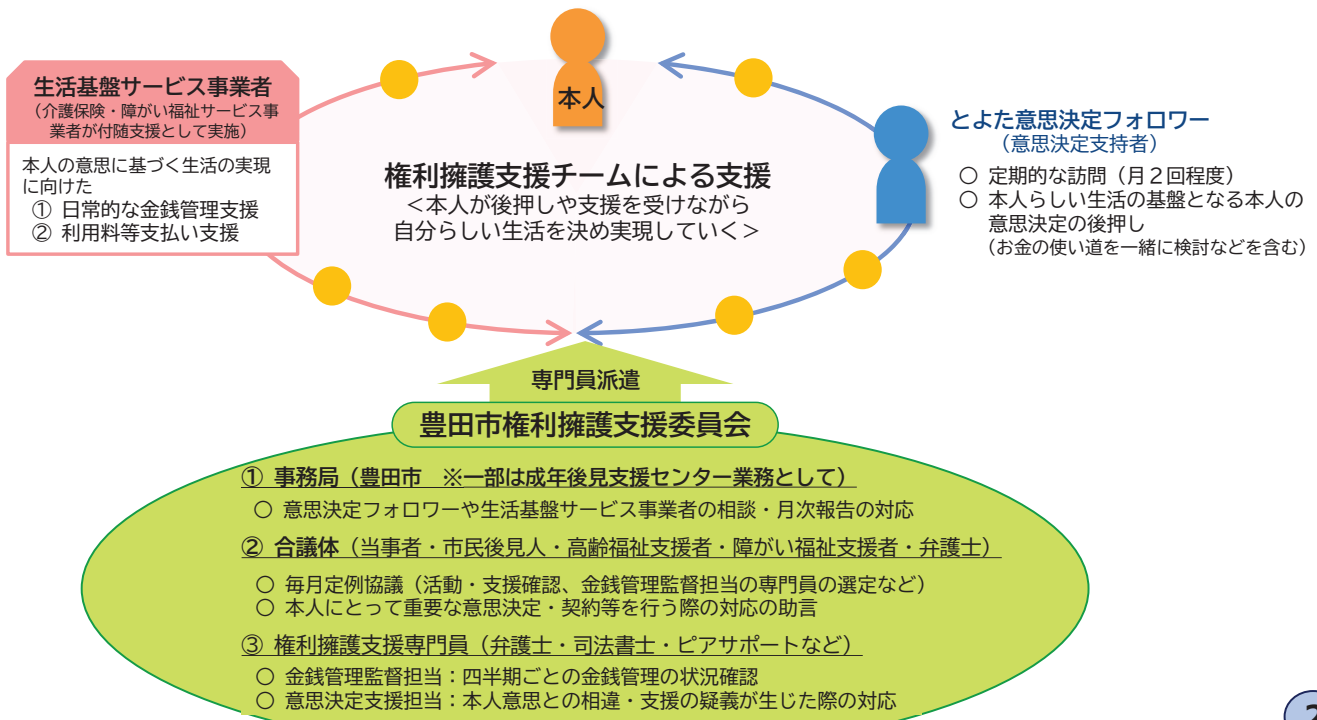 本人
生活基盤サービス事業者
（介護保険・障がい福祉サービス事
業者が付随支援として実施）
本人の意思に基づく生活の実現
に向けた
① 日常的な金銭管理支援
② 利用料等支払い支援
権利擁護支援チームによる支援
＜本人が後押しや支援を受けながら
自分らしい生活を決め実現していく＞
とよた意思決定フォロワー
（意思決定支持者）
○ 定期的な訪問（月２回程度）
○ 本人らしい生活の基盤となる本人の
意思決定の後押し
（お金の使い道を一緒に検討などを含む）
専門員派遣
豊田市権利擁護支援委員会
① 事務局（豊田市　※一部は成年後見支援センター業務として）
○ 意思決定フォロワーや生活基盤サービス事業者の相談・月次報告の対応
② 合議体（当事者・市民後見人・高齢福祉支援者・障がい福祉支援者・弁護士）
○ 毎月定例協議（活動・支援確認、金銭管理監督担当の専門員の選定など）
○ 本人にとって重要な意思決定・契約等を行う際の対応の助言
③ 権利擁護支援専門員（弁護士・司法書士・ピアサポートなど）
○ 金銭管理監督担当：四半期ごとの金銭管理の状況確認
○ 意思決定支援担当：本人意思との相違・支援の疑義が生じた際の対応